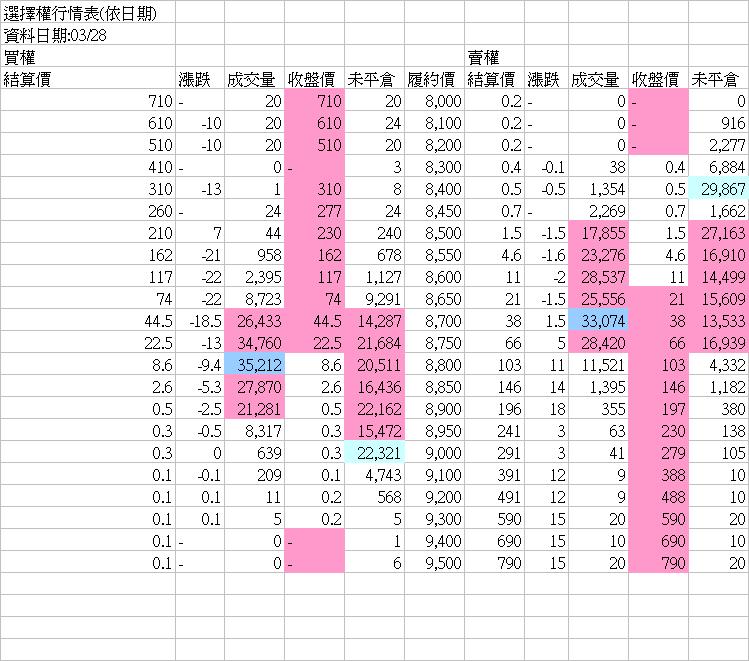 選擇權行情表(依日期)
資料日期:03/28
買權 賣權
結算價 漲跌 成交量 收盤價 未平倉 履約價 結算價 漲跌 成交量 收盤價 未平倉
710 - 20 710 20 8,000 0.2 - 0 - 0
610 -10 20 610 24 8,100 0.2 - 0 - 916
510 -10 20 510 20 8,200 0.2 - 0 - 2,277
410 - 0 - 3 8,300 0.4 -0.1 38 0.4 6,884
310 -13 1 310 8 8,400 0.5 -0.5 1,354 0.5 29,867
260 - 24 277 24 8,450 0.7 - 2,269 0.7 1,662
210 7 44 230 240 8,500 1.5 -1.5 17,855 1.5 27,163
162 -21 958 162 678 8,550 4.6 -1.6 23,276 4.6 16,910
117 -22 2,395 117 1,127 8,600 11 -2 28,537 11 14,499
74 -22 8,723 74 9,291 8,650 21 -1.5 25,556 21 15,609
44.5 -18.5 26,433 44.5 14,287 8,700 38 1.5 33,074 38 13,533
22.5 -13 34,760 22.5 21,684 8,750 66 5 28,420 66 16,939
8.6 -9.4 35,212 8.6 20,511 8,800 103 11 11,521 103 4,332
2.6 -5.3 27,870 2.6 16,436 8,850 146 14 1,395 146 1,182
0.5 -2.5 21,281 0.5 22,162 8,900 196 18 355 197 380
0.3 -0.5 8,317 0.3 15,472 8,950 241 3 63 230 138
0.3 0 639 0.3 22,321 9,000 291 3 41 279 105
0.1 -0.1 209 0.1 4,743 9,100 391 12 9 388 10
0.1 0.1 11 0.2 568 9,200 491 12 9 488 10
0.1 0.1 5 0.2 5 9,300 590 15 20 590 20
0.1 - 0 - 1 9,400 690 15 10 690 10
0.1 - 0 - 6 9,500 790 15 20 790 20